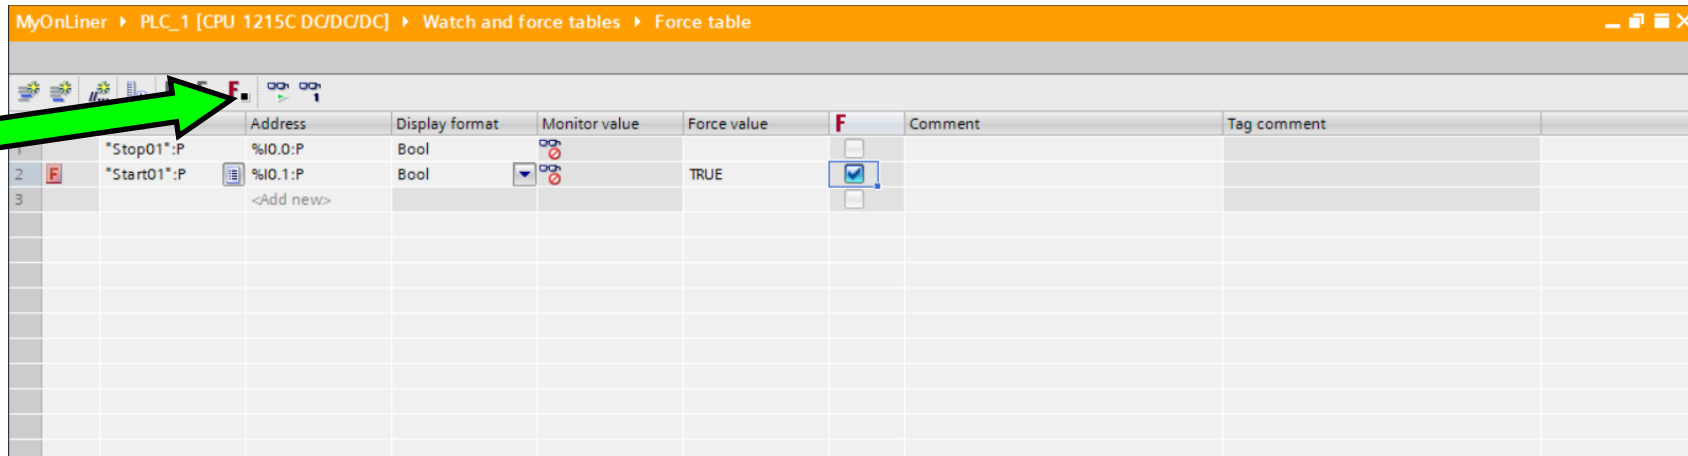 MyOnLiner ▸ PLC_1 [CPU 1215C DC/DC/DC] ▸ Watch and force tables ▸ Force table
F F 1
Address Display format Monitor value Force value F Comment Tag comment
1 "Stop01":P %I0.0:P Bool
2 F "Start01":P %I0.1:P Bool TRUE
3 <Add new>